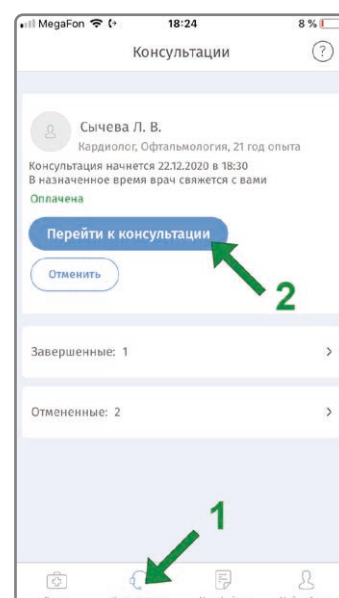 MegaFon 18:24 8 %
Консультации ?
Сычева Л. В.
Кардиолог, Офтальмология, 21 год опыта
Консультация начнется 22.12.2020 в 18:30
В назначенное время врач свяжется с вами
Оплачена
Перейти к консультации
Отменить
2
Завершенные: 1
Отмененные: 2
1